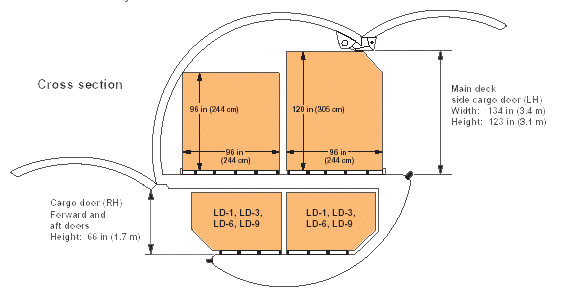 Cross section
96 in (244 cm)
120 in (305 cm)
96 in
(244 cm)
96 in
(244 cm)
Main deck
side cargo door (LH)
Width: 134 in (3.4 m)
Height: 123 in (3.1 m)
Cargo door (RH)
Forward and
aft doors
Height: 66 in (1.7 m)
LD-1, LD-3,
LD-6, LD-9
LD-1, LD-3,
LD-6, LD-9